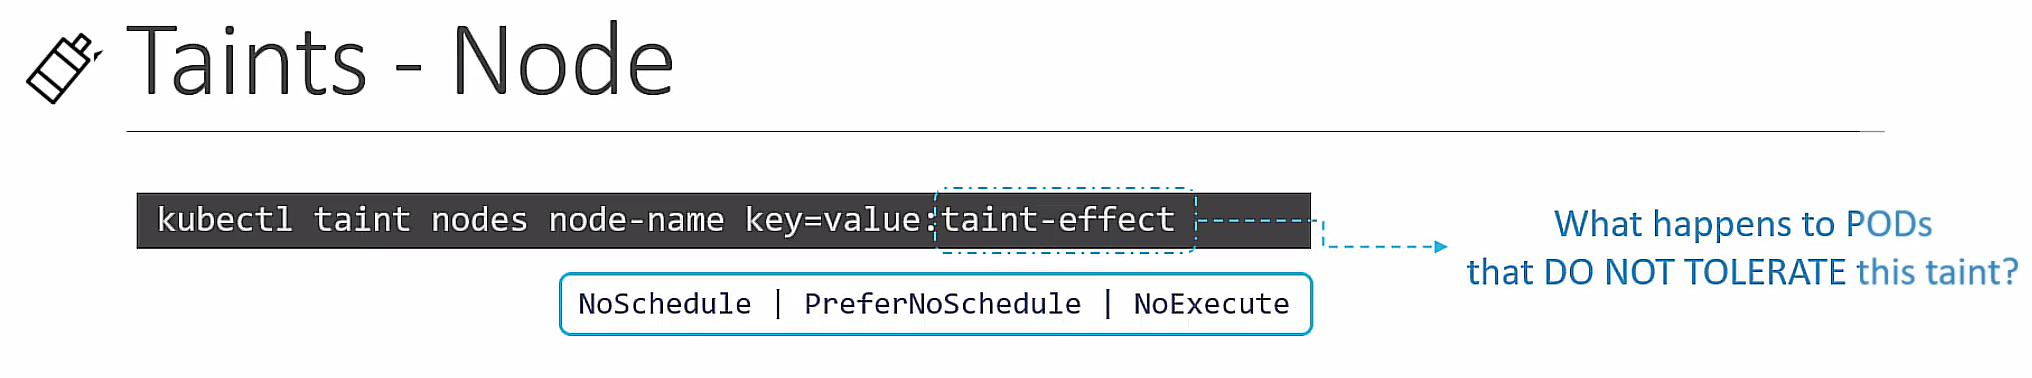 Taints - Node
kubectl taint nodes node-name key=value:taint-effect
NoSchedule | PreferNoSchedule | NoExecute
What happens to PODs
that DO NOT TOLERATE this taint?